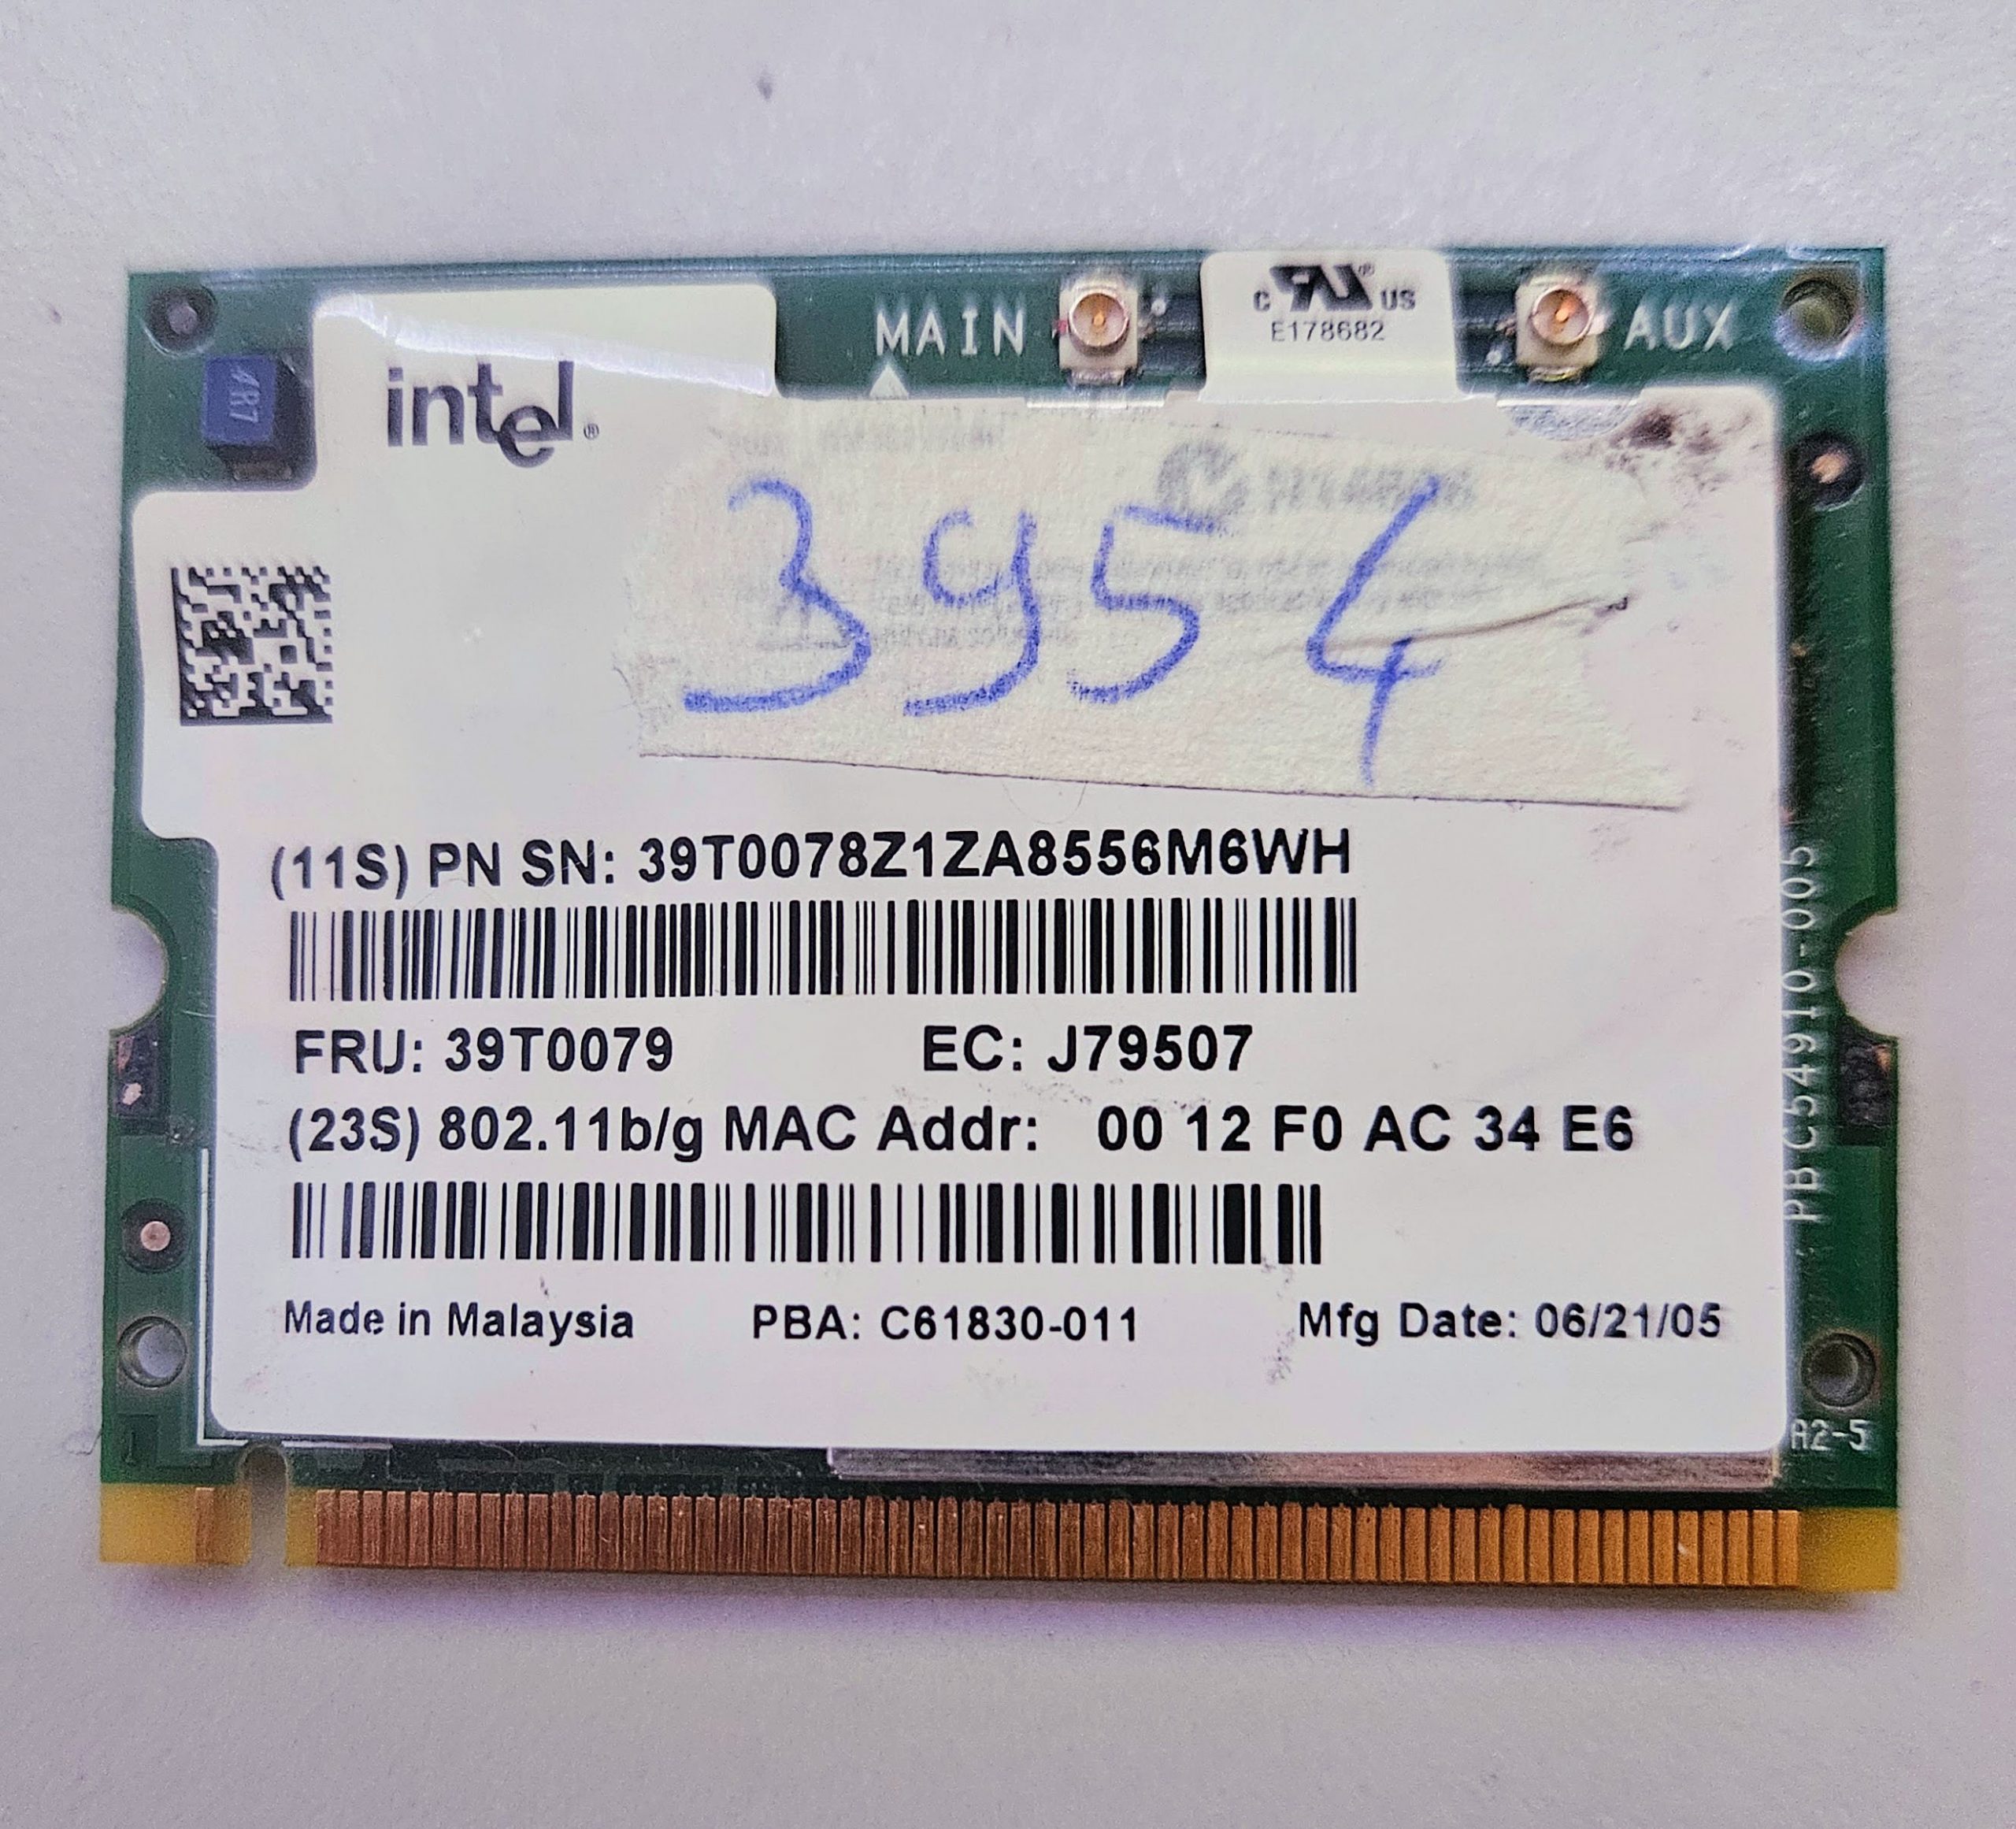 MAIN
c UL® US
E178682
AUX
4R7
intel®
3954
(11S) PN SN: 39T0078Z1ZA8556M6WH
FRU: 39T0079 EC: J79507
(23S) 802.11b/g MAC Addr: 00 12 F0 AC 34 E6
Made in Malaysia PBA: C61830-011 Mfg Date: 06/21/05
PBC54910-005
A2-5